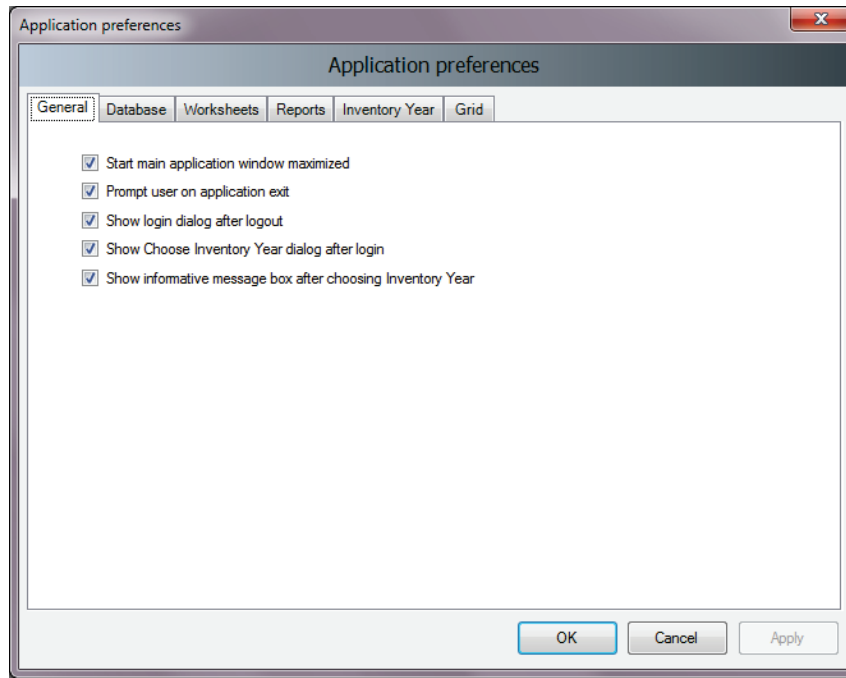 Application preferences
Application preferences
General Database Worksheets Reports Inventory Year Grid
Start main application window maximized
Prompt user on application exit
Show login dialog after logout
Show Choose Inventory Year dialog after login
Show informative message box after choosing Inventory Year
OK Cancel Apply